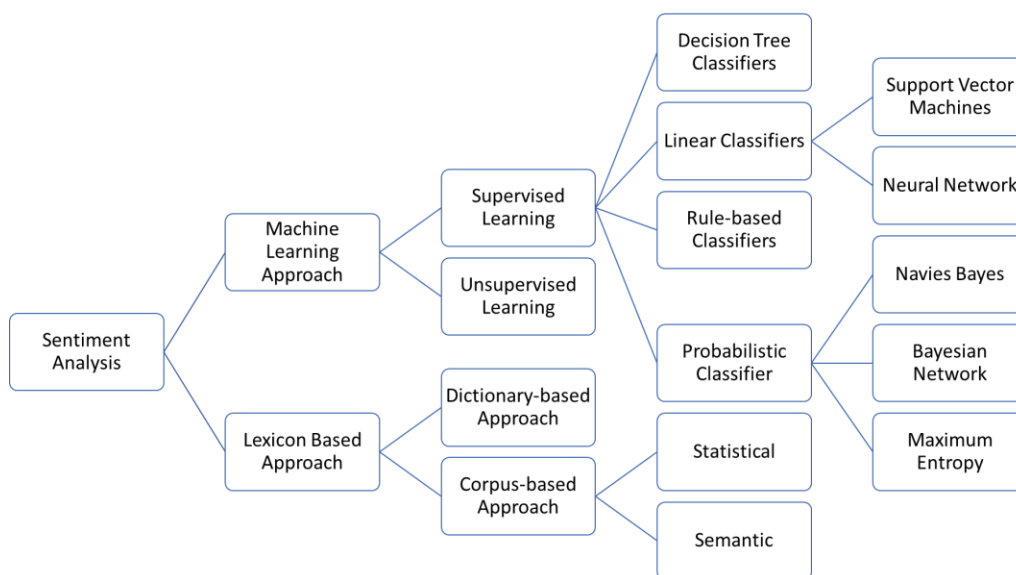 Sentiment
Analysis
Machine
Learning
Approach
Lexicon Based
Approach
Supervised
Learning
Unsupervised
Learning
Dictionary-based
Approach
Corpus-based
Approach
Decision Tree
Classifiers
Linear Classifiers
Rule-based
Classifiers
Probabilistic
Classifier
Statistical
Semantic
Support Vector
Machines
Neural Network
Navies Bayes
Bayesian
Network
Maximum
Entropy